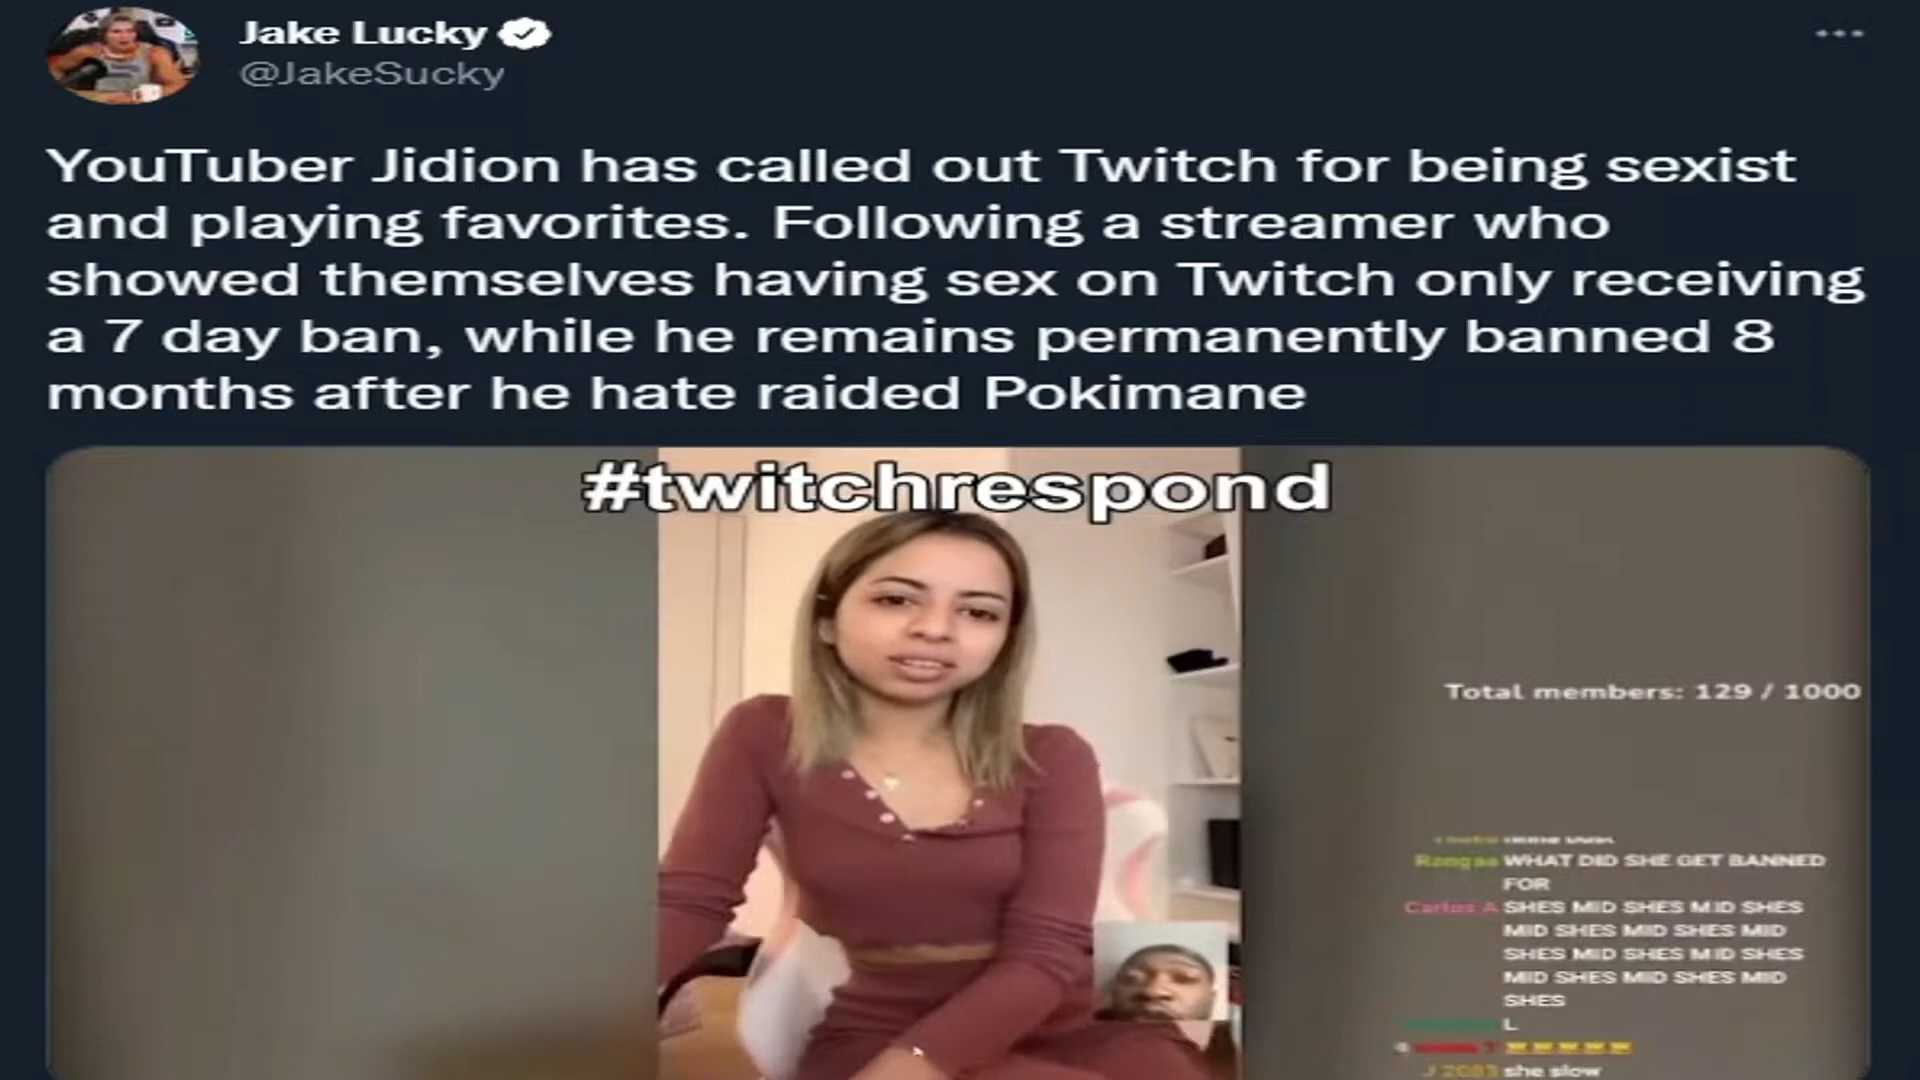 Jake Lucky
@JakeSucky
YouTuber Jidion has called out Twitch for being sexist
and playing favorites. Following a streamer who
showed themselves having sex on Twitch only receiving
a 7 day ban, while he remains permanently banned 8
months after he hate raided Pokimane
#twitchrespond
Total members: 129 / 1000
Rongaa WHAT DID SHE GET BANNED
FOR
Carlos A SHES MID SHES MID SHES
MID SHES MID SHES MID
SHES MID SHES MID SHES
MID SHES MID SHES MID
SHES
L
J 2003 she slow